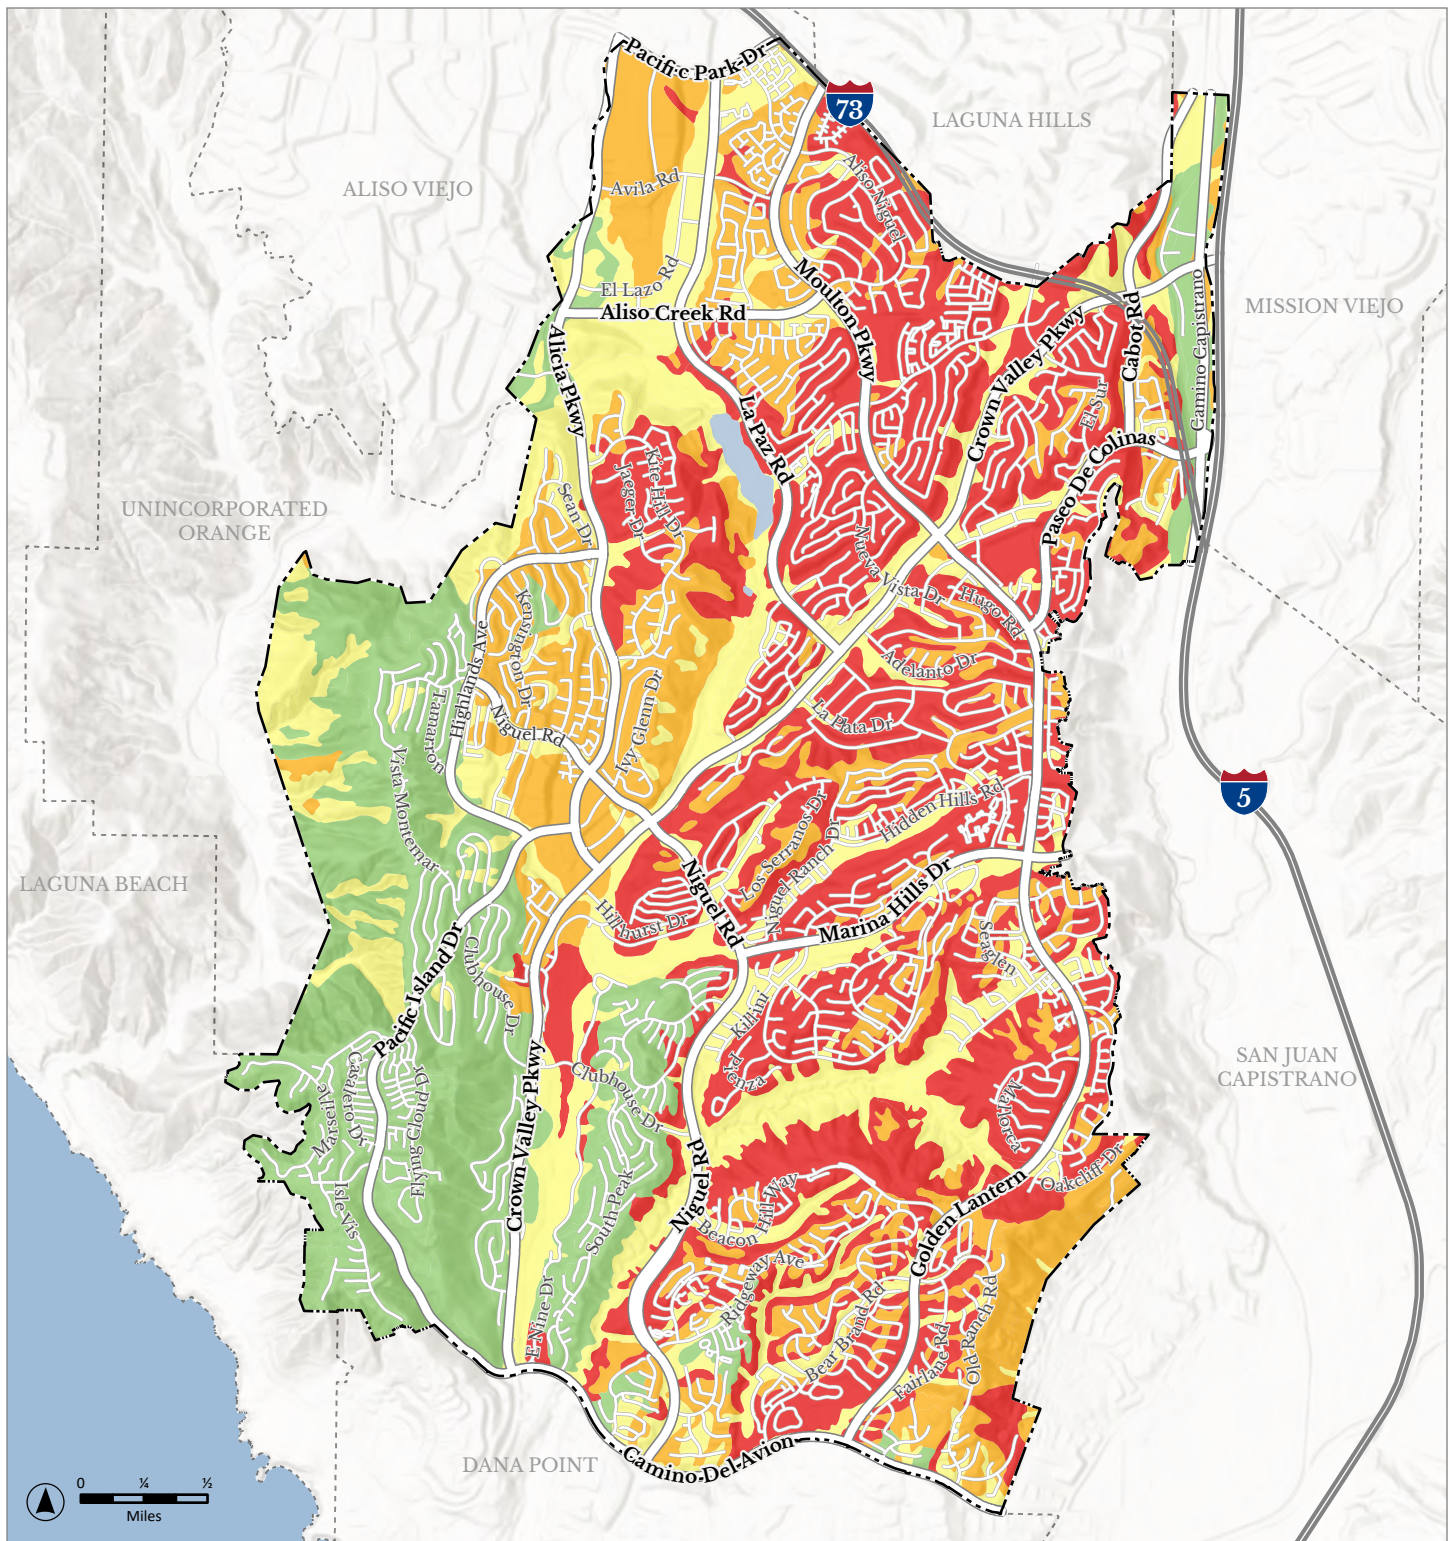 Pacific Park Dr
73
LAGUNA HILLS
ALISO VIEJO
Avila Rd
Aliso Niguel
El Lazo Rd
Aliso Creek Rd
Moulton Pkwy
MISSION VIEJO
Camino Capistrano
Cabot Rd
Crown Valley Pkwy
Alicia Pkwy
La Paz Rd
El Sur
Paseo De Colinas
Kite Hill Dr
Jaeger Dr
Sean Dr
UNINCORPORATED
ORANGE
Nueva Vista Dr
Hugo Rd
Kensington Dr
Highlands Ave
Adelanto Dr
Tamarron
Niguel Rd
Ivy Glenn Dr
La Plata Dr
Vista Montemar
5
Hidden Hills Rd
Los Serranos Dr
Niguel Ranch Dr
LAGUNA BEACH
Niguel Rd
Marina Hills Dr
Hillhurst Dr
Seaglen
Pacific Island Dr
Clubhouse Dr
Killini
Pienza
SAN JUAN
CAPISTRANO
Casalero Dr
Marseille
Flying Cloud Dr
Crown Valley Pkwy
Clubhouse Dr
Mallorca
Oakcliff Dr
Isle Vis
South Peak
Niguel Rd
Beacon Hill Way
Golden Lantern
Ridgeway Ave
E Nine Dr
Bear Brand Rd
Fairlane Rd
Old Ranch Rd
Camino Del Avion
DANA POINT
0 ¼ ½
Miles